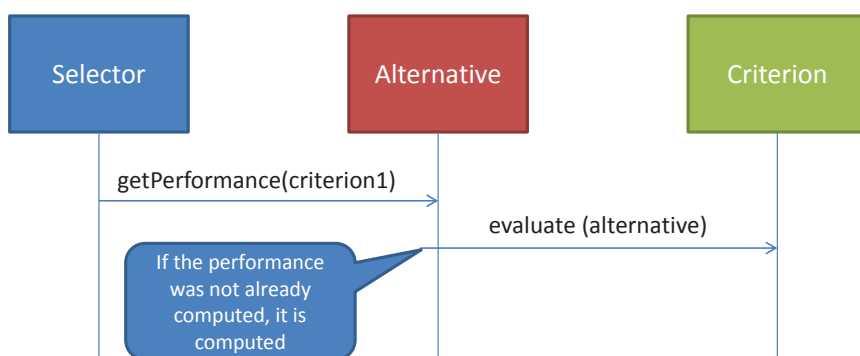 Selector
Alternative
Criterion
getPerformance(criterion1)
evaluate (alternative)
If the performance
was not already
computed, it is
computed